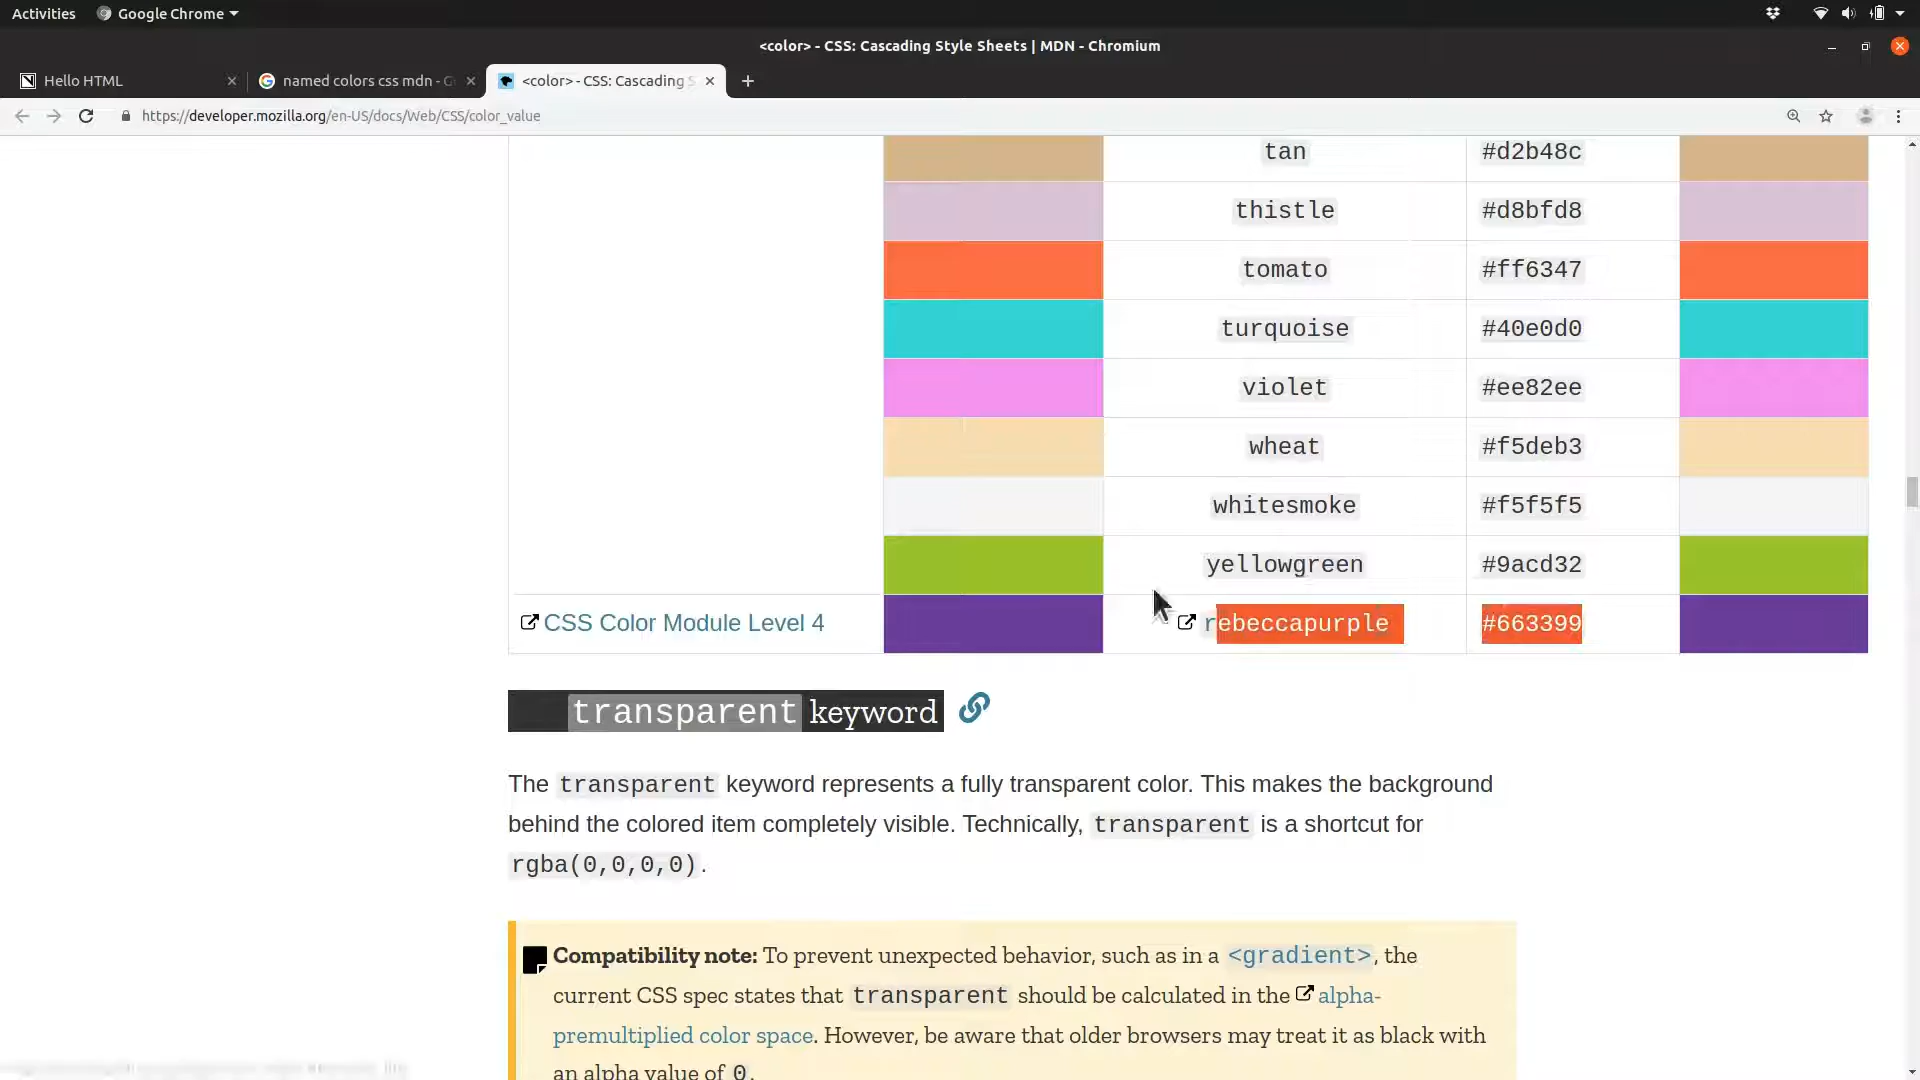 Activities Google Chrome
<color> - CSS: Cascading Style Sheets | MDN - Chromium
Hello HTML named colors css mdn - G <color> - CSS: Cascading S
https://developer.mozilla.org/en-US/docs/Web/CSS/color_value
tan #d2b48c
thistle #d8bfd8
tomato #ff6347
turquoise #40e0d0
violet #ee82ee
wheat #f5deb3
whitesmoke #f5f5f5
yellowgreen #9acd32
CSS Color Module Level 4 rebeccapurple #663399
transparent keyword
The transparent keyword represents a fully transparent color. This makes the background
behind the colored item completely visible. Technically, transparent is a shortcut for
rgba(0,0,0,0).
Compatibility note: To prevent unexpected behavior, such as in a <gradient>, the
current CSS spec states that transparent should be calculated in the alpha-
premultiplied color space. However, be aware that older browsers may treat it as black with
an alpha value of 0.